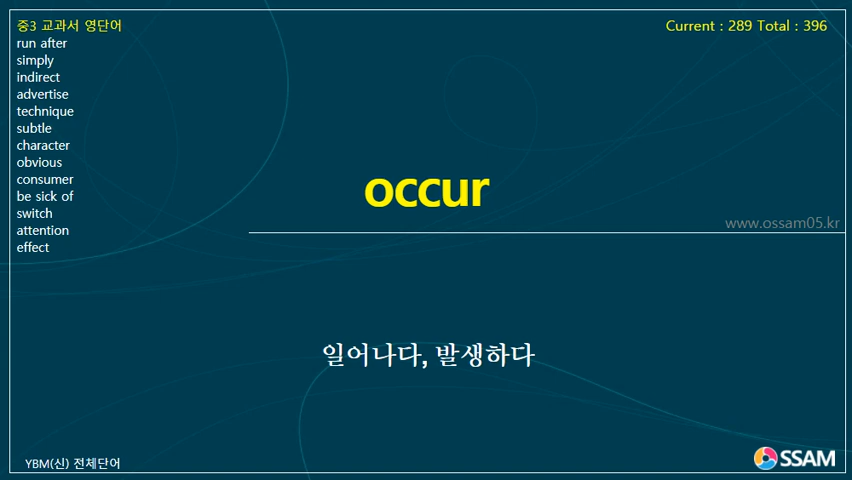 중3 교과서 영단어
Current : 289 Total : 396
run after
simply
indirect
advertise
technique
subtle
character
obvious
consumer
be sick of
switch
attention
effect
occur
www.ossam05.kr
일어나다, 발생하다
YBM(신) 전체단어
OSSAM